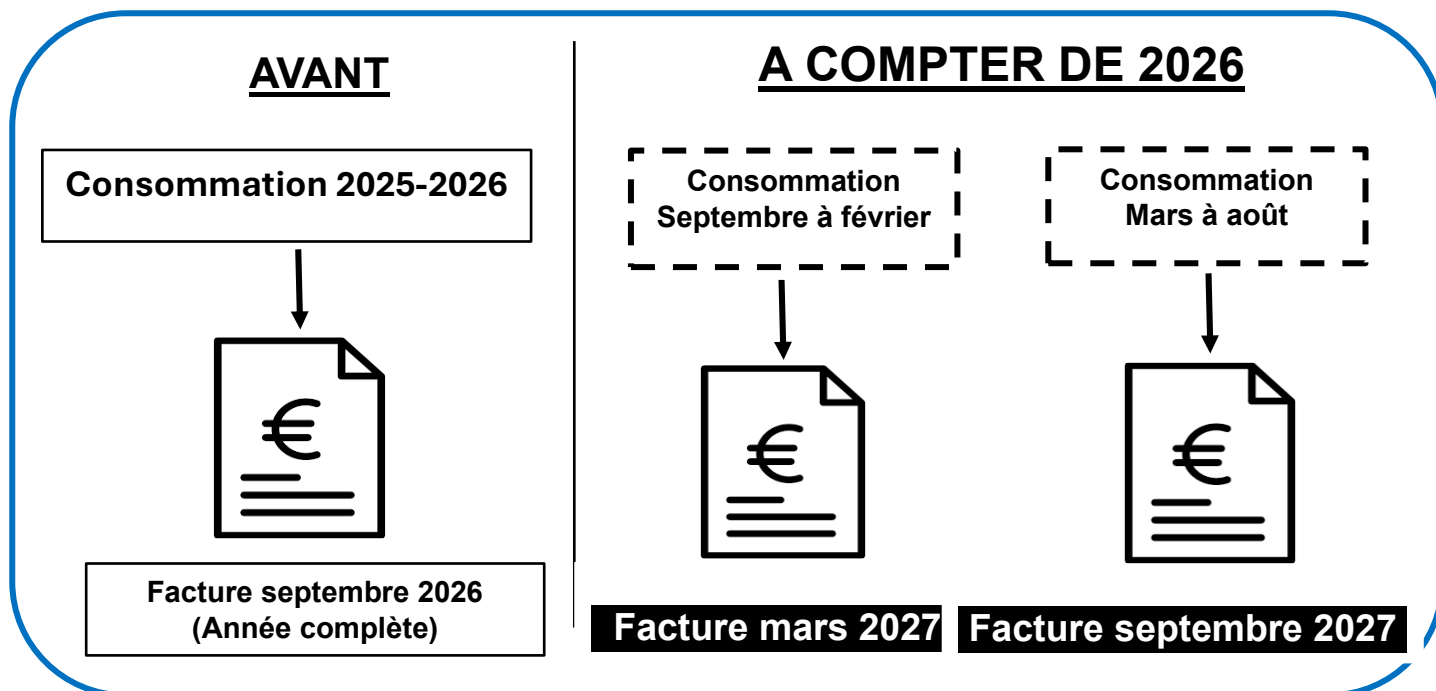 AVANT
Consommation 2025-2026
€
Facture septembre 2026
(Année complète)
A COMPTER DE 2026
Consommation
Septembre à février
€
Facture mars 2027
Consommation
Mars à août
€
Facture septembre 2027